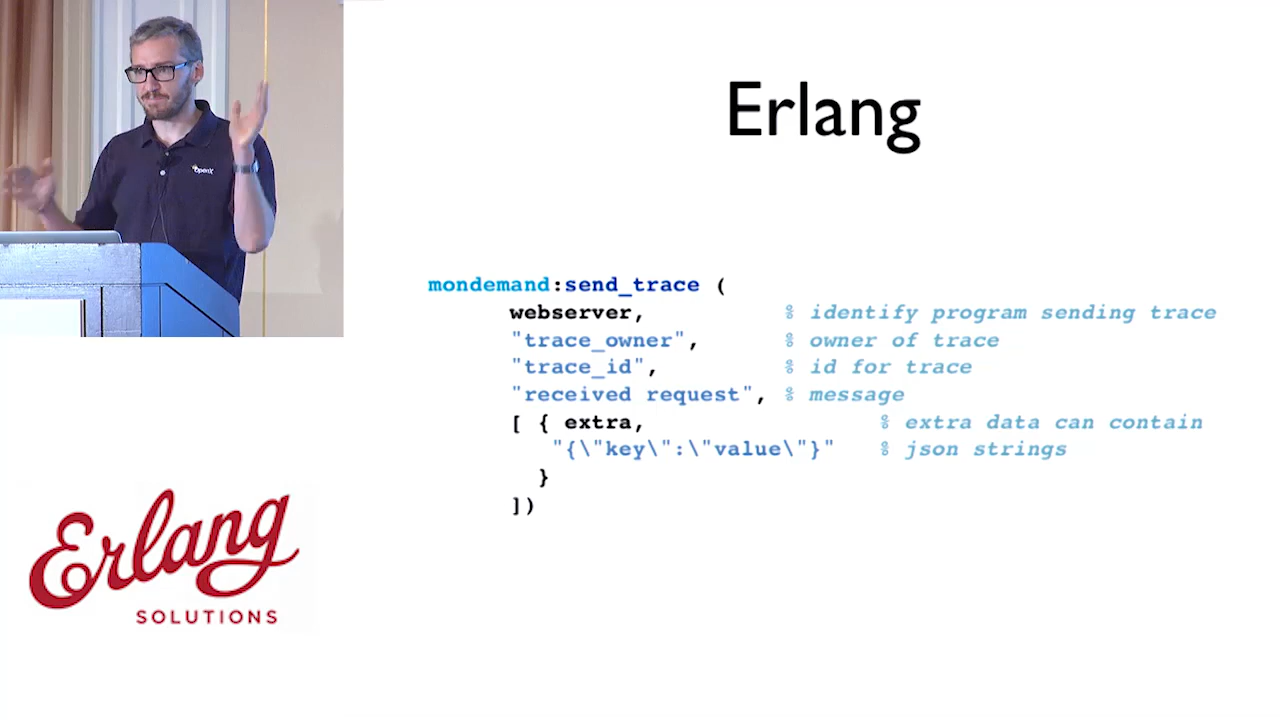 OpenX
Erlang
mondemand:send_trace (
webserver, % identify program sending trace
"trace_owner", % owner of trace
"trace_id", % id for trace
"received request", % message
[ { extra, % extra data can contain
"{\"key\":\"value\"}" % json strings
}
])
Erlang
SOLUTIONS